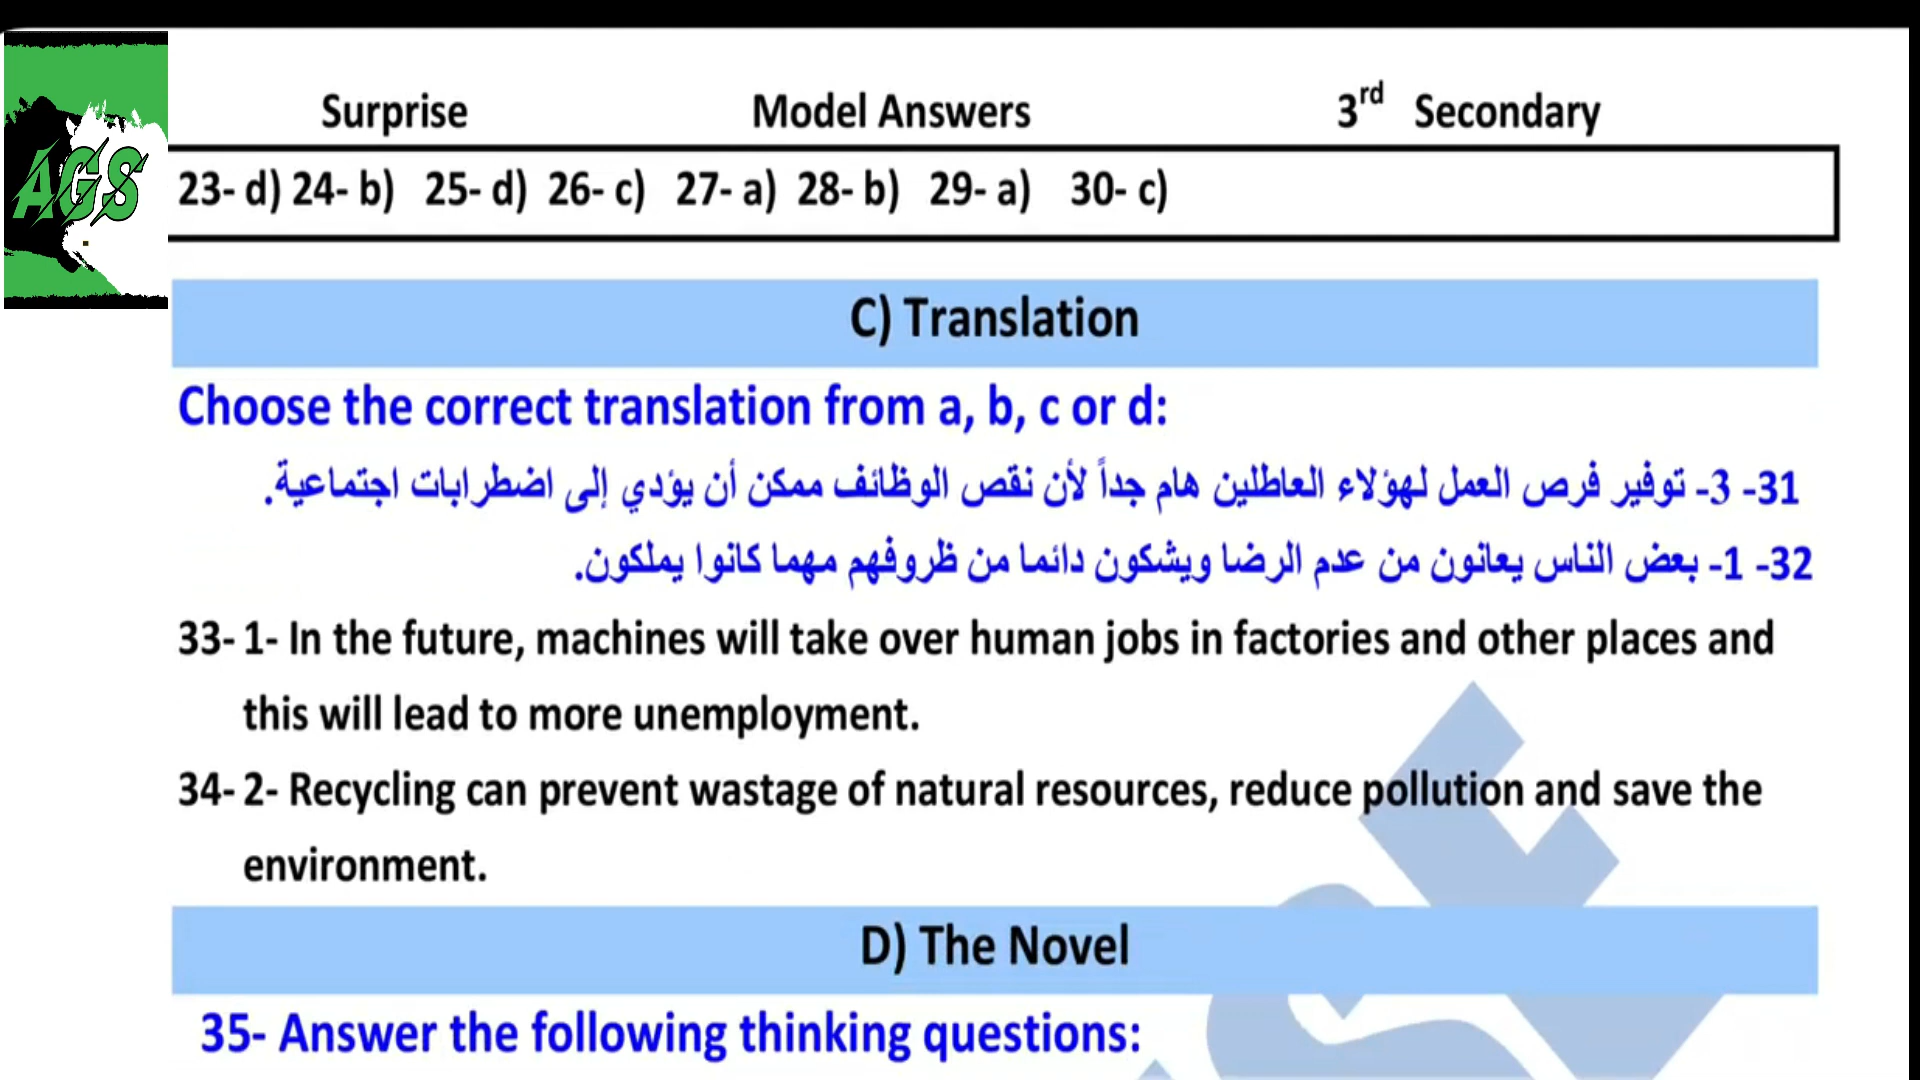 AGS
Surprise Model Answers 3rd Secondary
23- d) 24- b) 25- d) 26- c) 27- a) 28- b) 29- a) 30- c)
C) Translation
Choose the correct translation from a, b, c or d:
31- 3- توفير فرص العمل لهؤلاء العاطلين هام جداً لأن نقص الوظائف ممكن أن يؤدي إلى اضطرابات اجتماعية.
32- 1- بعض الناس يعانون من عدم الرضا ويشكون دائما من ظروفهم مهما كانوا يملكون.
33- 1- In the future, machines will take over human jobs in factories and other places and
this will lead to more unemployment.
34- 2- Recycling can prevent wastage of natural resources, reduce pollution and save the
environment.
D) The Novel
35- Answer the following thinking questions: